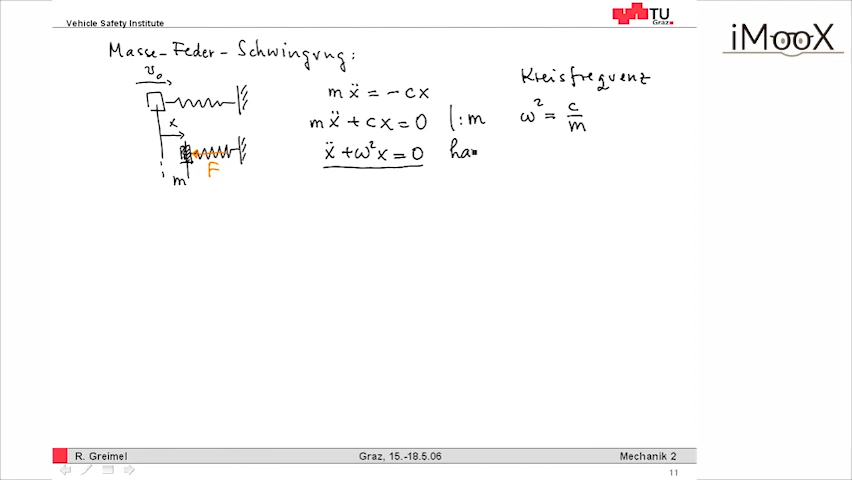 Vehicle Safety Institute
TU
Graz
iMooX
Masse-Feder-Schwingung:
v₀
x
m
F
mẍ = -cx
mẍ + cx = 0 |:m
ẍ + ω²x = 0 ha
Kreisfrequenz
ω² = c/m
R. Greimel
Graz, 15.-18.5.06
Mechanik 2
11